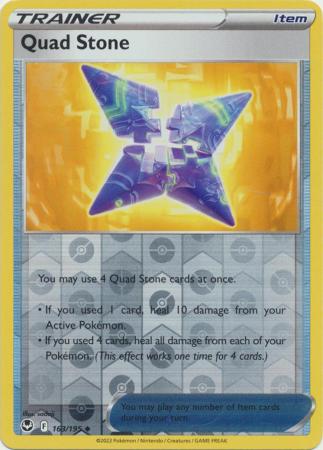 TRAINER Item
Quad Stone
You may use 4 Quad Stone cards at once.
• If you used 1 card, heal 10 damage from your
Active Pokémon.
• If you used 4 cards, heal all damage from each of your
Pokémon. (This effect works one time for 4 cards.)
F 163/195
You may play any number of Item cards
during your turn.
©2022 Pokémon / Nintendo / Creatures / GAME FREAK